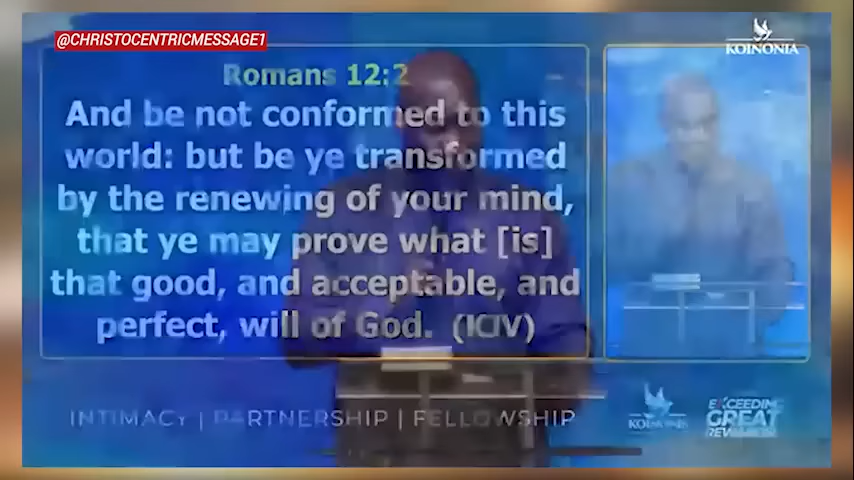 @CHRISTOCENTRICMESSAGE1
KOINONIA
Romans 12:2
And be not conformed to this
world: but be ye transformed
by the renewing of your mind,
that ye may prove what [is]
that good, and acceptable, and
perfect, will of God. (KJV)
INTIMACY | PARTNERSHIP | FELLOWSHIP
KOINONIA
EXCEEDING
GREAT